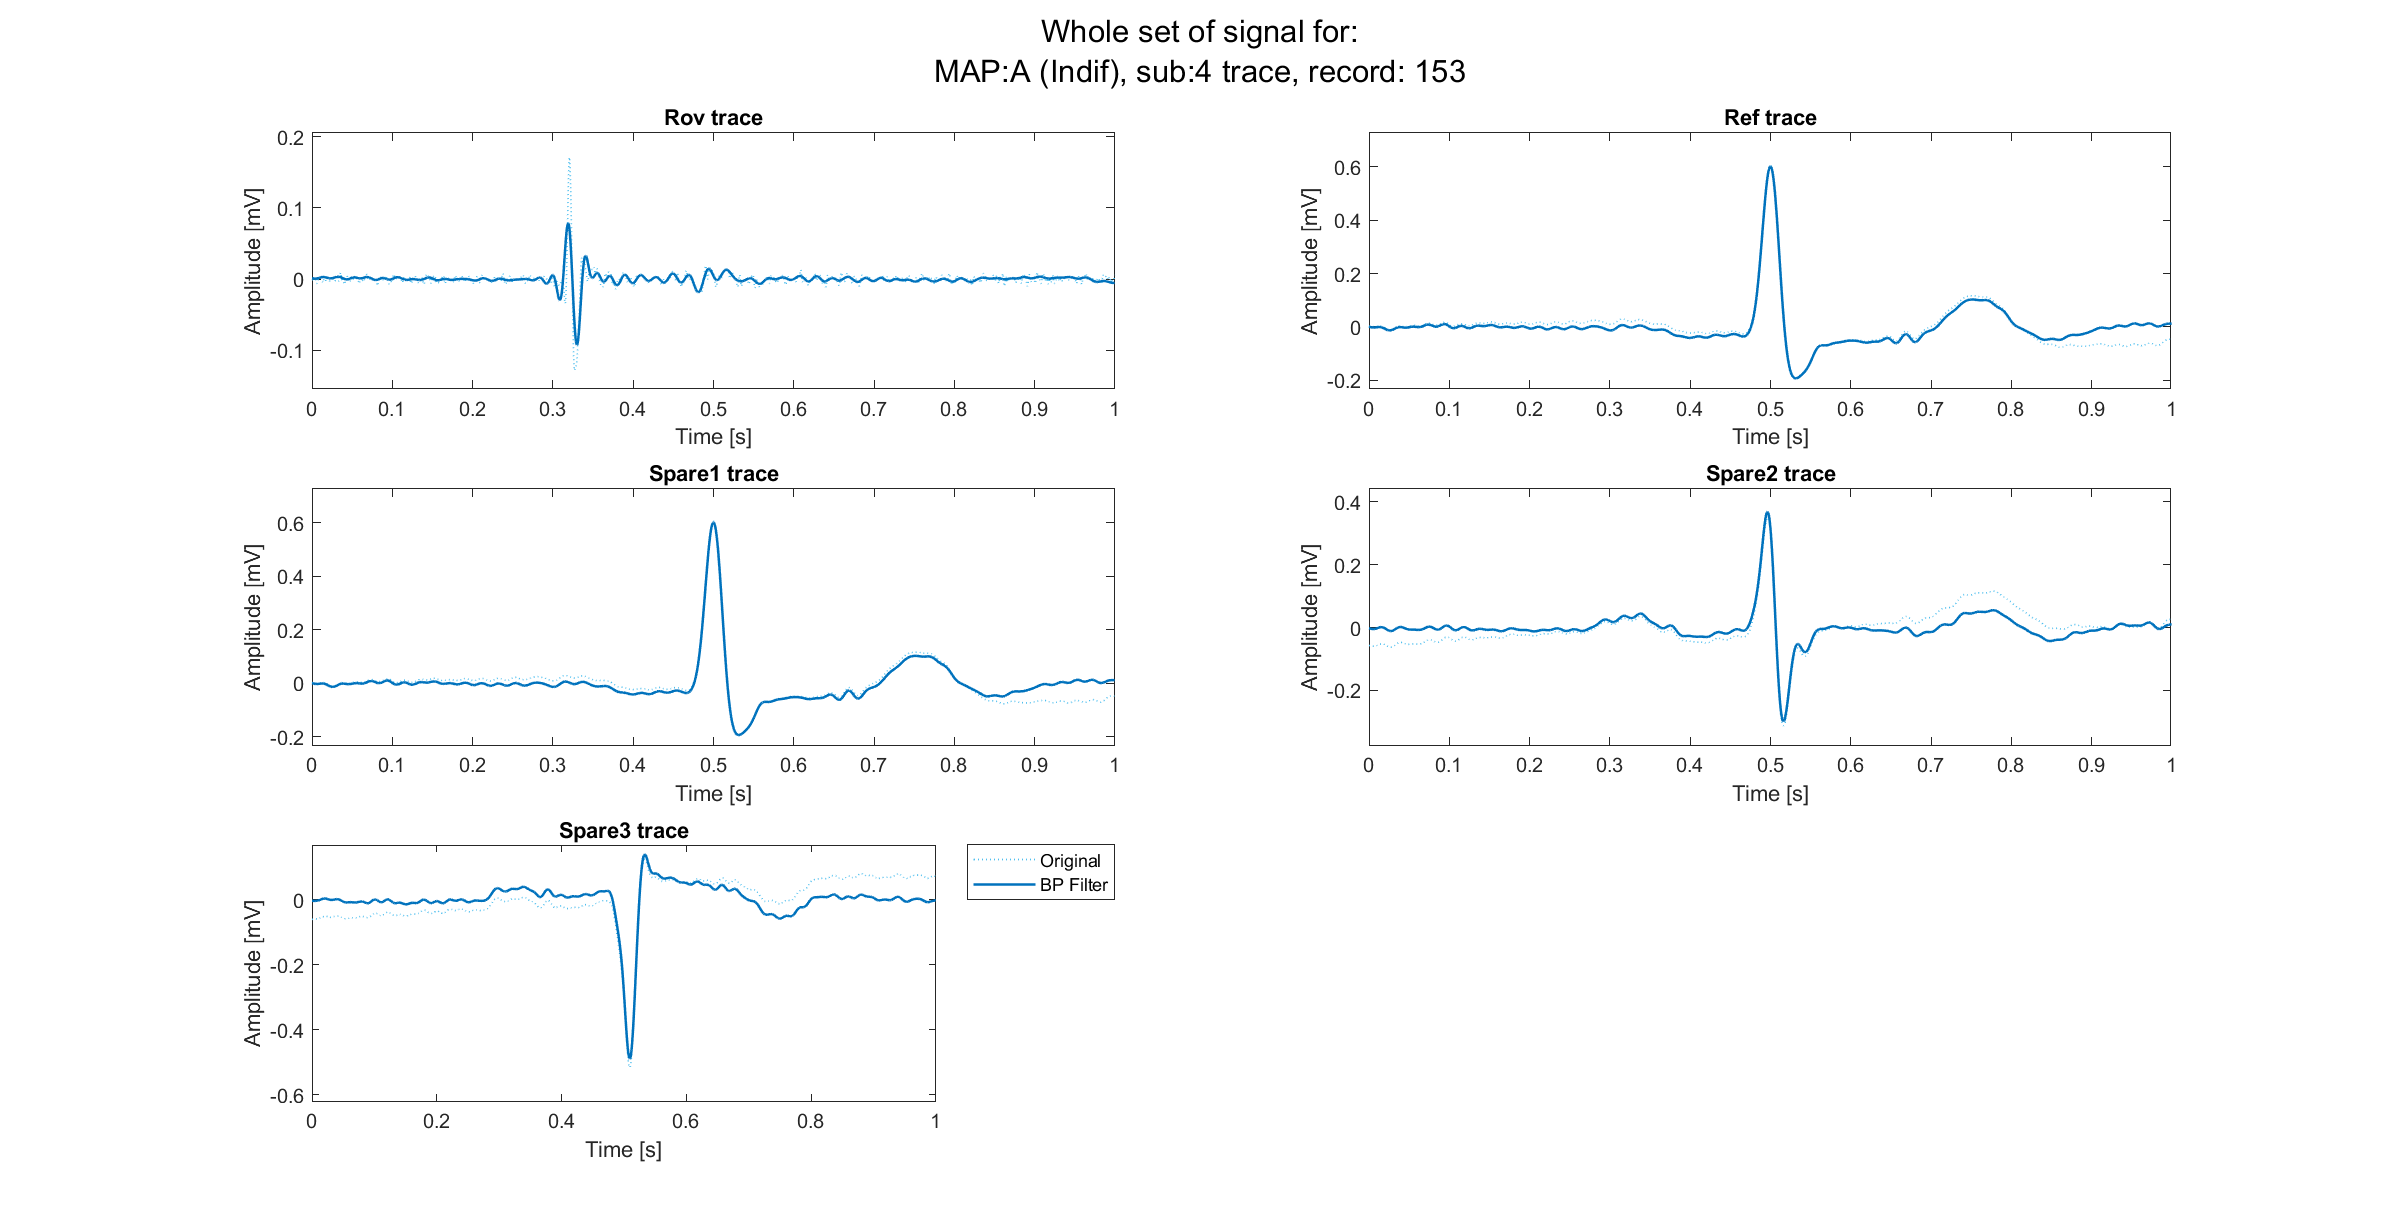 Whole set of signal for:
MAP:A (Indif), sub:4 trace, record: 153
Rov trace
Amplitude [mV]
0.2
0.1
0
-0.1
0 0.1 0.2 0.3 0.4 0.5 0.6 0.7 0.8 0.9 1
Time [s]
Ref trace
Amplitude [mV]
0.6
0.4
0.2
0
-0.2
0 0.1 0.2 0.3 0.4 0.5 0.6 0.7 0.8 0.9 1
Time [s]
Spare1 trace
Amplitude [mV]
0.6
0.4
0.2
0
-0.2
0 0.1 0.2 0.3 0.4 0.5 0.6 0.7 0.8 0.9 1
Time [s]
Spare2 trace
Amplitude [mV]
0.4
0.2
0
-0.2
0 0.1 0.2 0.3 0.4 0.5 0.6 0.7 0.8 0.9 1
Time [s]
Spare3 trace
Amplitude [mV]
0
-0.2
-0.4
-0.6
0 0.2 0.4 0.6 0.8 1
Time [s]
Original
BP Filter